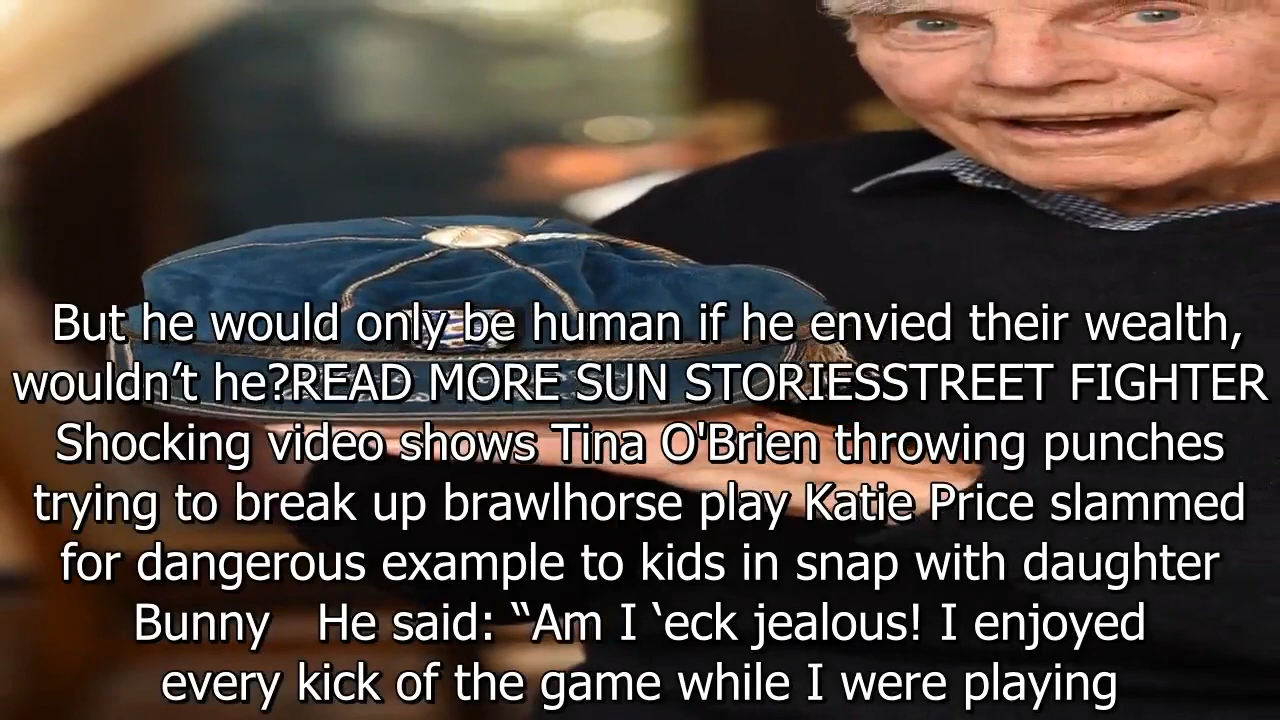 But he would only be human if he envied their wealth,
wouldn’t he?READ MORE SUN STORIESSTREET FIGHTER
Shocking video shows Tina O'Brien throwing punches
trying to break up brawlhorse play Katie Price slammed
for dangerous example to kids in snap with daughter
Bunny   He said: “Am I ‘eck jealous! I enjoyed
every kick of the game while I were playing